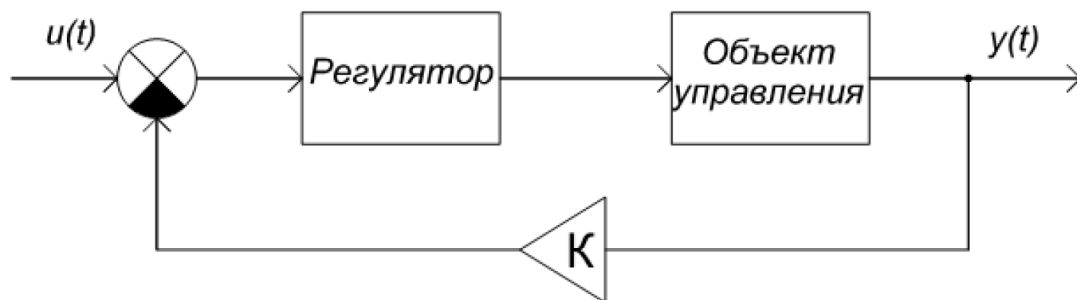 u(t)
Регулятор
Объект
управления
y(t)
К